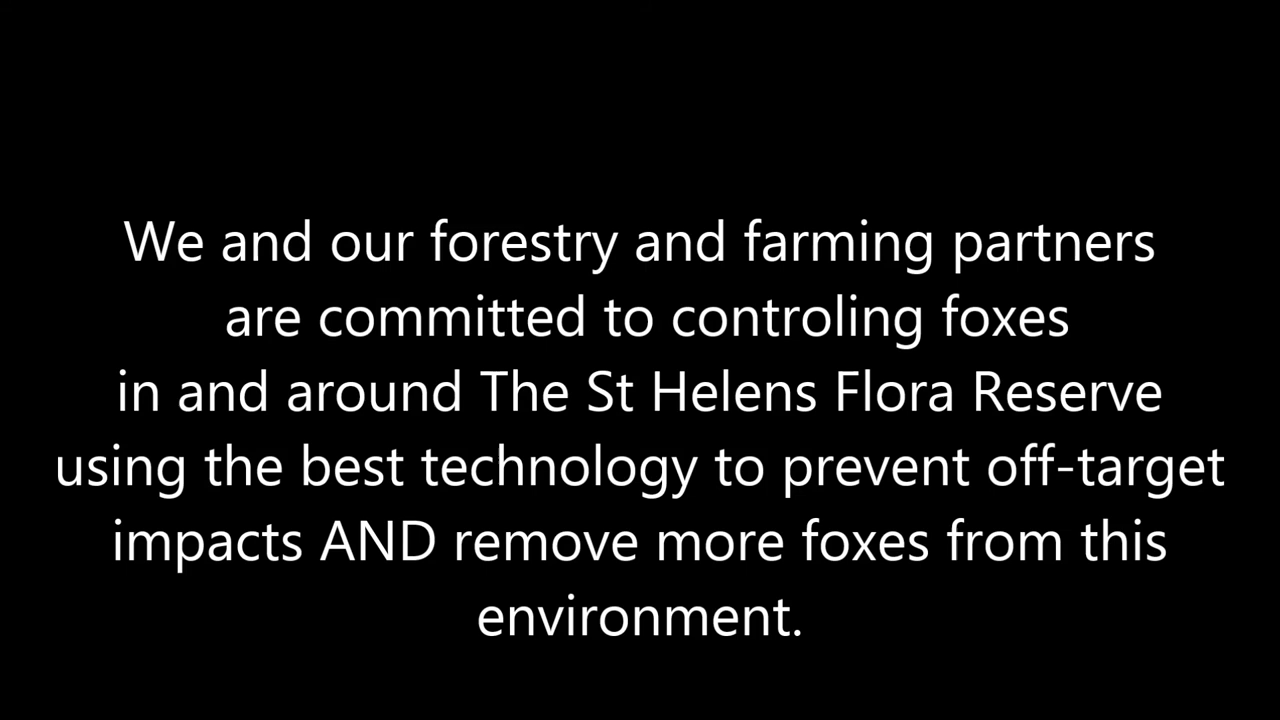 We and our forestry and farming partners
are committed to controling foxes
in and around The St Helens Flora Reserve
using the best technology to prevent off-target
impacts AND remove more foxes from this
environment.